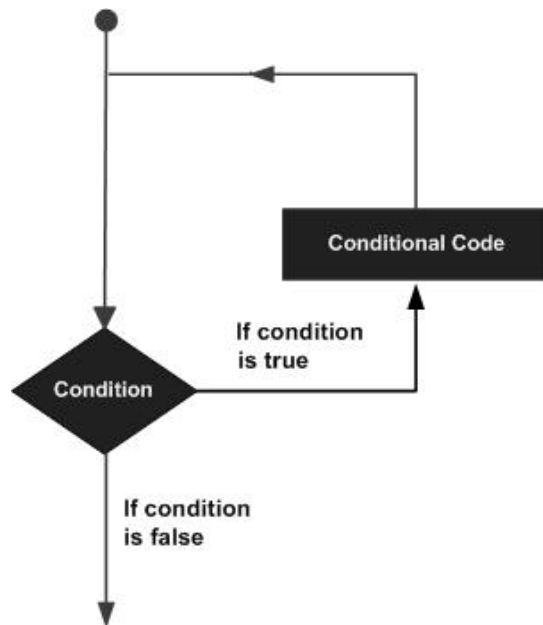 Conditional Code
If condition
is true
Condition
If condition
is false